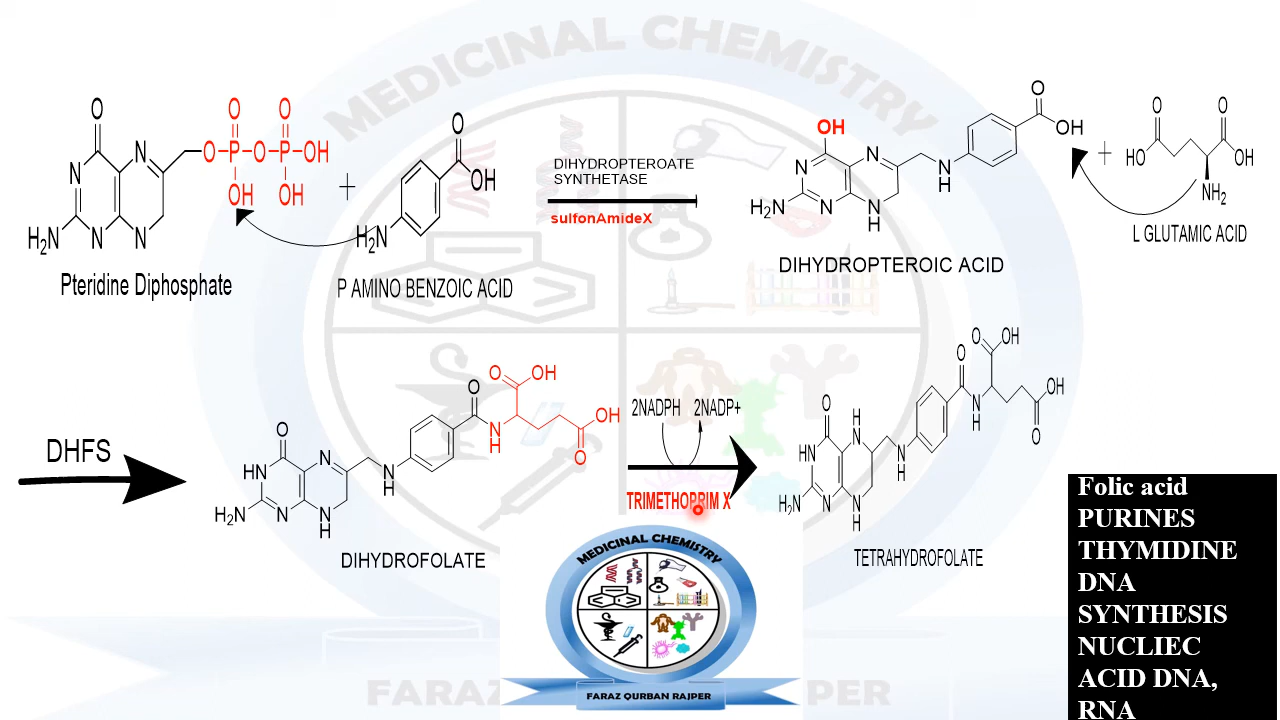 MEDICINAL CHEMISTRY
O
N
N
N
N
N
H₂N
O
O
P
O
P
OH
O
OH
OH
Pteridine Diphosphate
+
O
OH
H₂N
P AMINO BENZOIC ACID
DIHYDROPTEROATE
SYNTHETASE
sulfonAmideX
OH
N
N
N
N
H
H₂N
N
H
O
OH
DIHYDROPTEROIC ACID
+
O
O
HO
OH
NH₂
L GLUTAMIC ACID
DHFS
O
HN
N
H₂N
N
N
H
N
H
O
N
H
O
OH
OH
O
DIHYDROFOLATE
2NADPH
2NADP+
TRIMETHOPRIM X
O
H
N
HN
H₂N
N
N
H
N
H
O
N
H
O
OH
OH
O
TETRAHYDROFOLATE
Folic acid
PURINES
THYMIDINE
DNA
SYNTHESIS
NUCLIEC
ACID DNA,
RNA
MEDICINAL CHEMISTRY
FARAZ QURBAN RAJPER
FARAZ PER